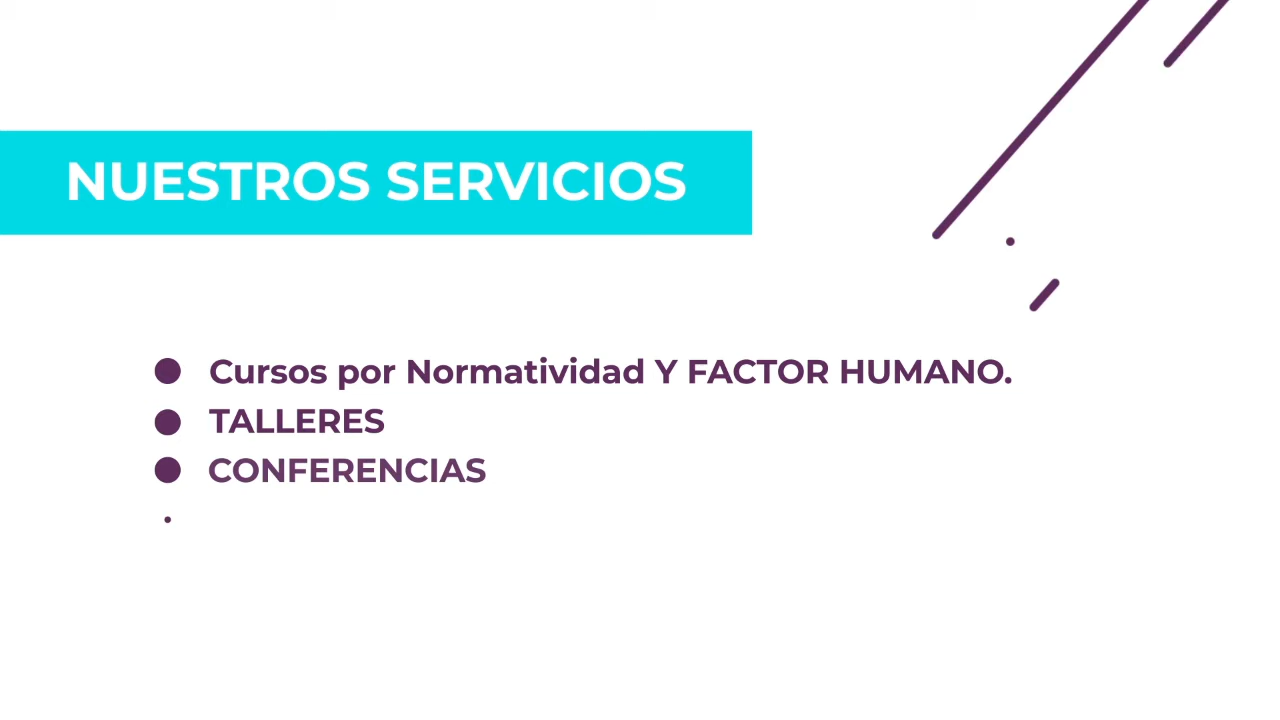 NUESTROS SERVICIOS
● Cursos por Normatividad Y FACTOR HUMANO.
● TALLERES
● CONFERENCIAS